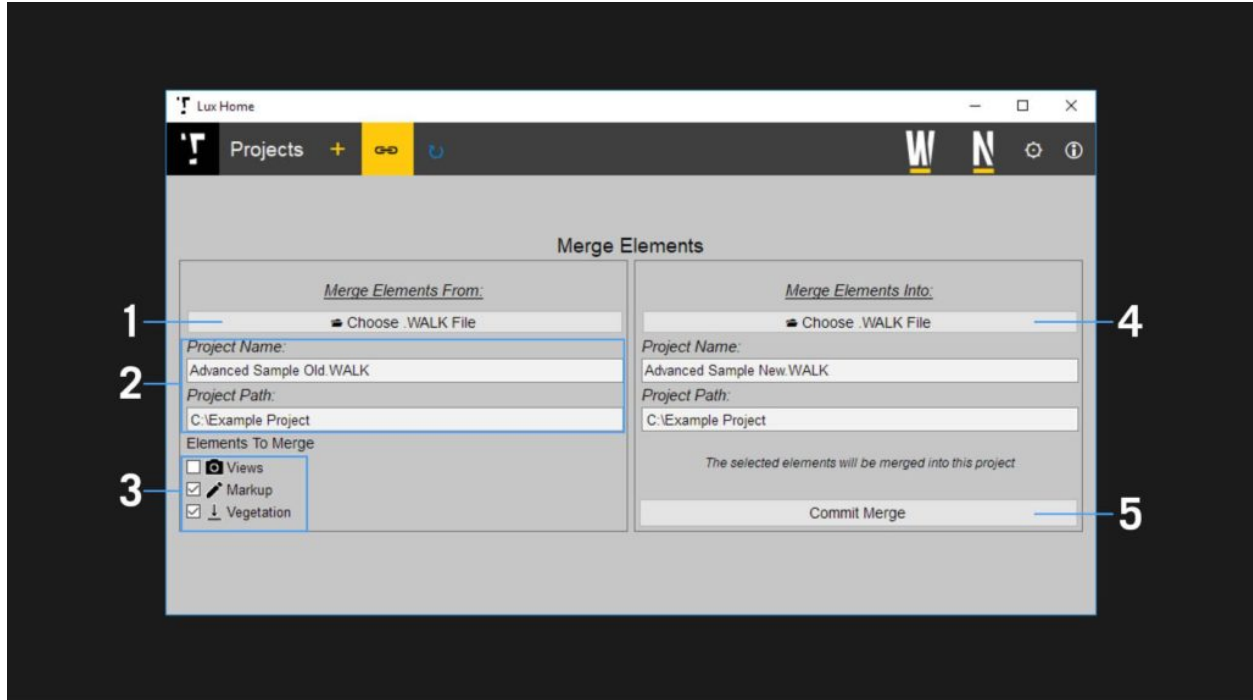 Lux Home
Projects
W N
Merge Elements
Merge Elements From:
1
Choose .WALK File
Project Name:
2
Advanced Sample Old.WALK
Project Path:
C:\Example Project
Elements To Merge
3
Views
Markup
Vegetation
Merge Elements Into:
Choose .WALK File
4
Project Name:
Advanced Sample New.WALK
Project Path:
C:\Example Project
The selected elements will be merged into this project
Commit Merge
5